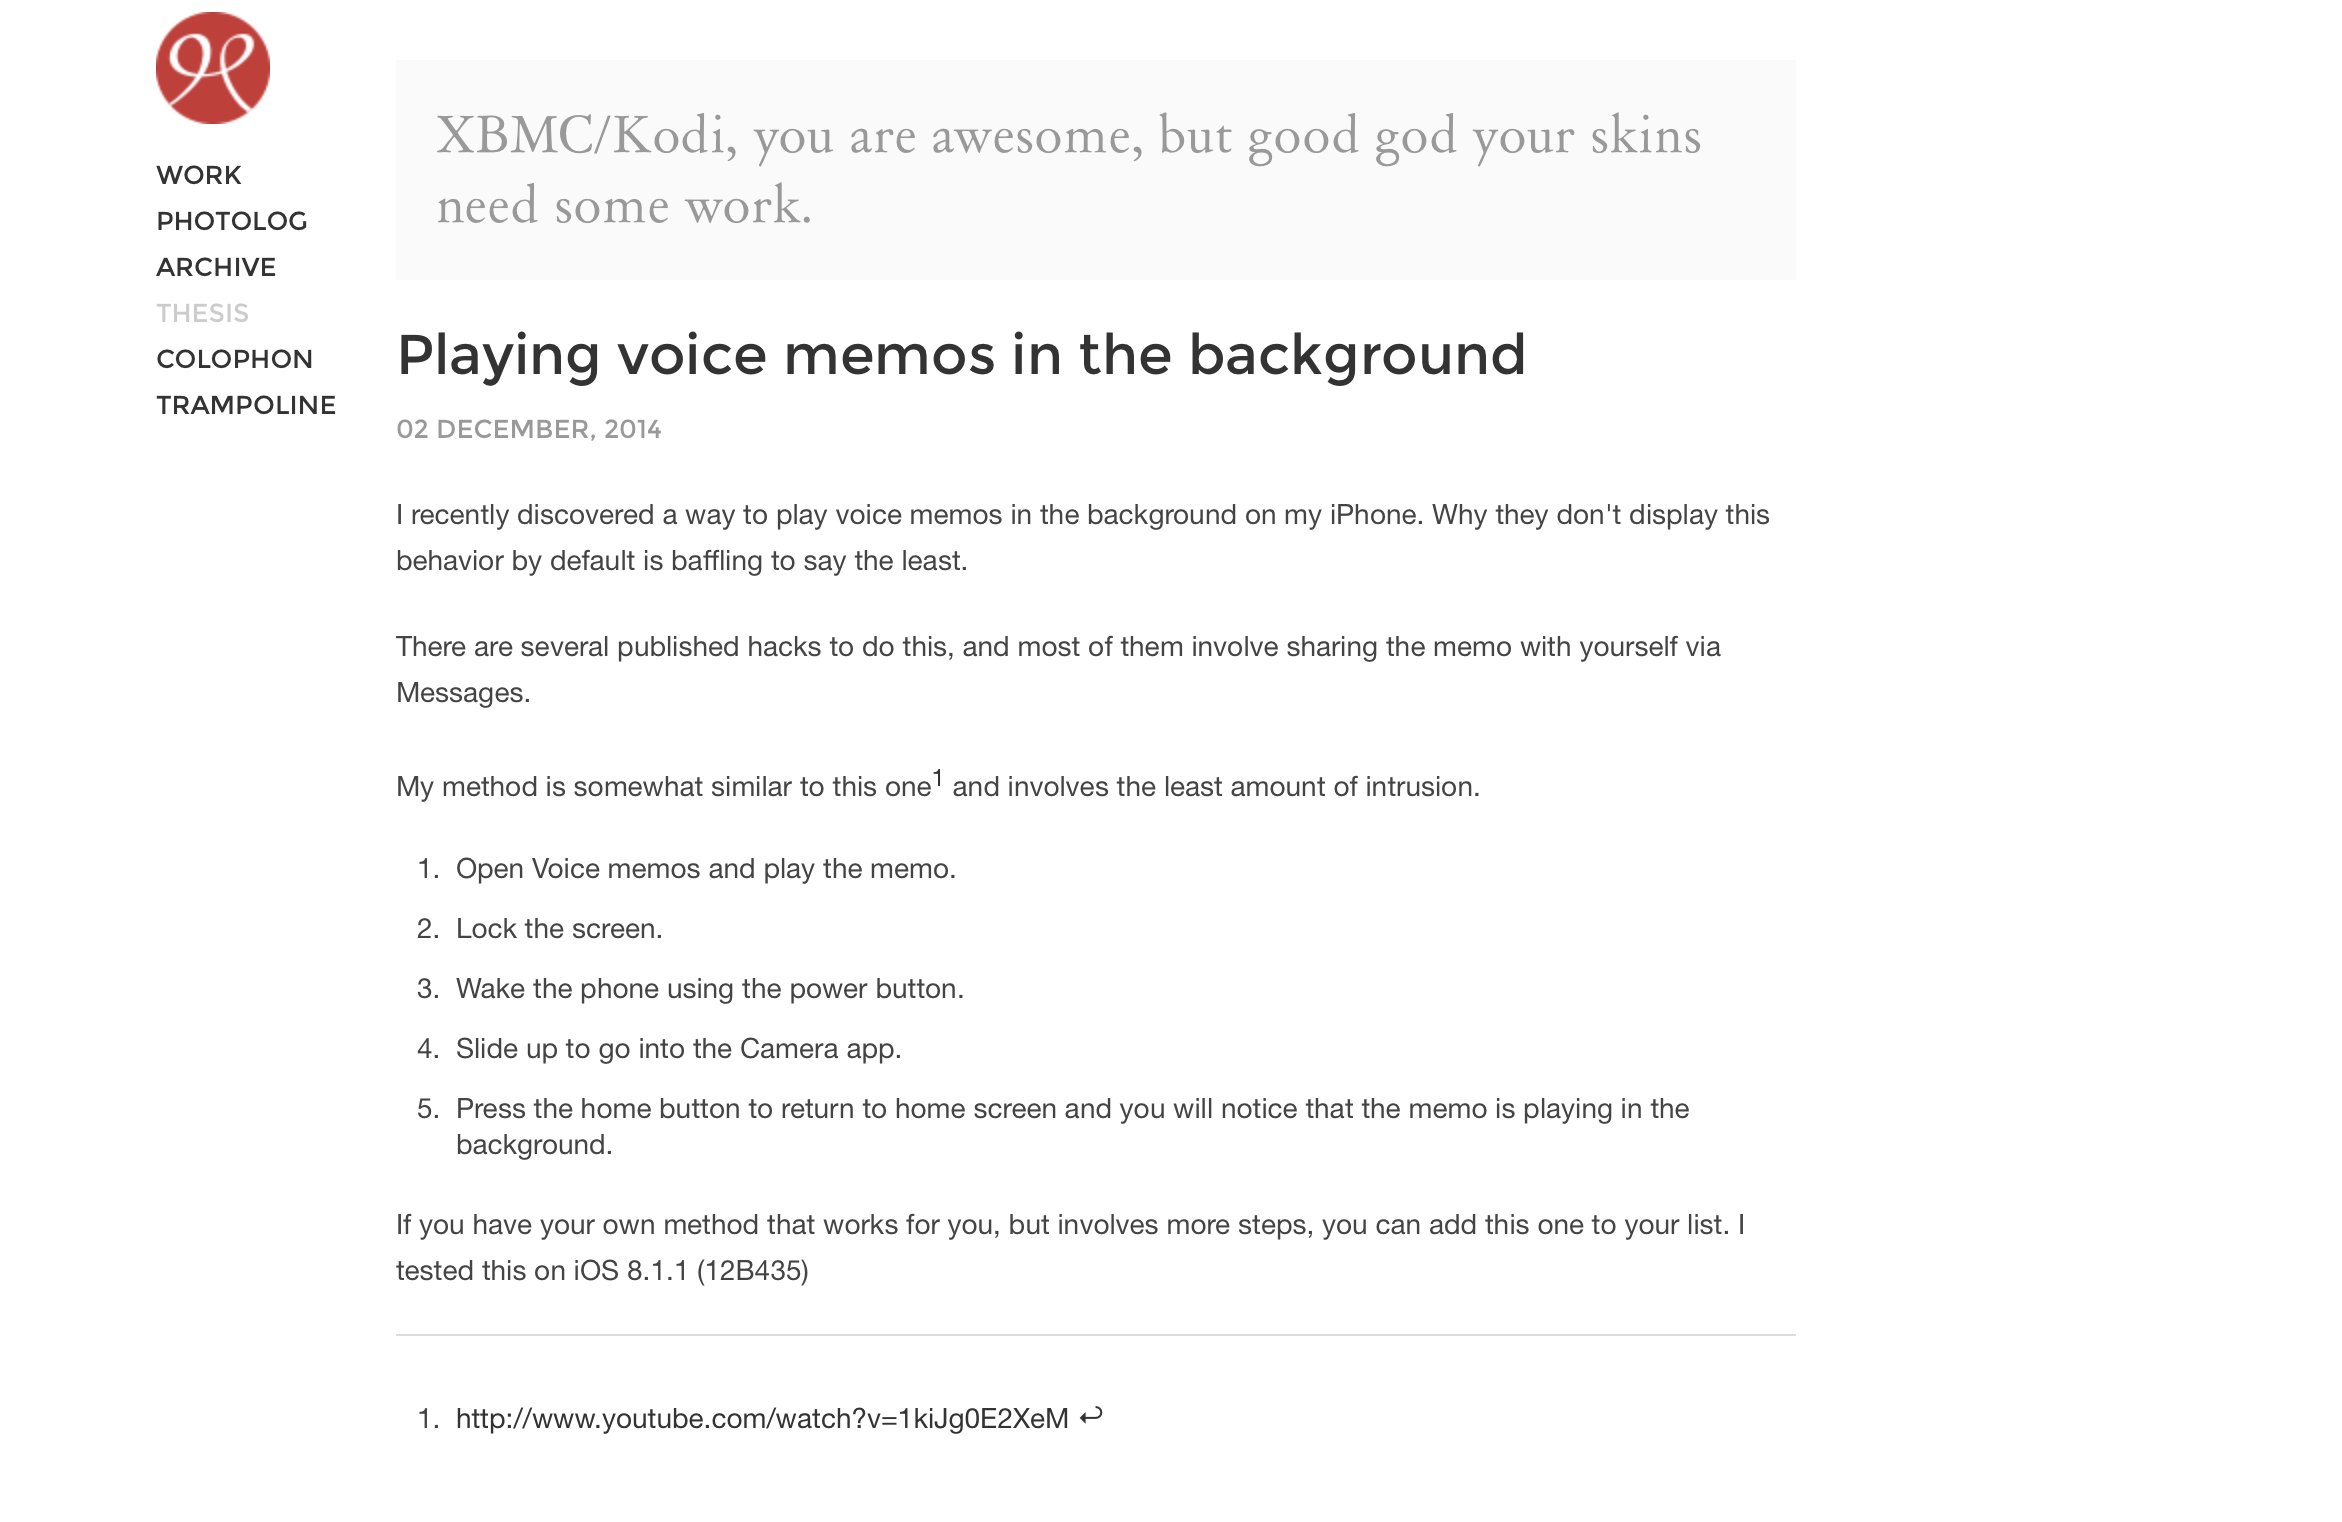 WORK
PHOTOLOG
ARCHIVE
THESIS
COLOPHON
TRAMPOLINE
XBMC/Kodi, you are awesome, but good god your skins
need some work.
Playing voice memos in the background
02 DECEMBER, 2014
I recently discovered a way to play voice memos in the background on my iPhone. Why they don't display this
behavior by default is baffling to say the least.
There are several published hacks to do this, and most of them involve sharing the memo with yourself via
Messages.
My method is somewhat similar to this one1 and involves the least amount of intrusion.
1. Open Voice memos and play the memo.
2. Lock the screen.
3. Wake the phone using the power button.
4. Slide up to go into the Camera app.
5. Press the home button to return to home screen and you will notice that the memo is playing in the
background.
If you have your own method that works for you, but involves more steps, you can add this one to your list. I
tested this on iOS 8.1.1 (12B435)
1. http://www.youtube.com/watch?v=1kiJg0E2XeM ↩